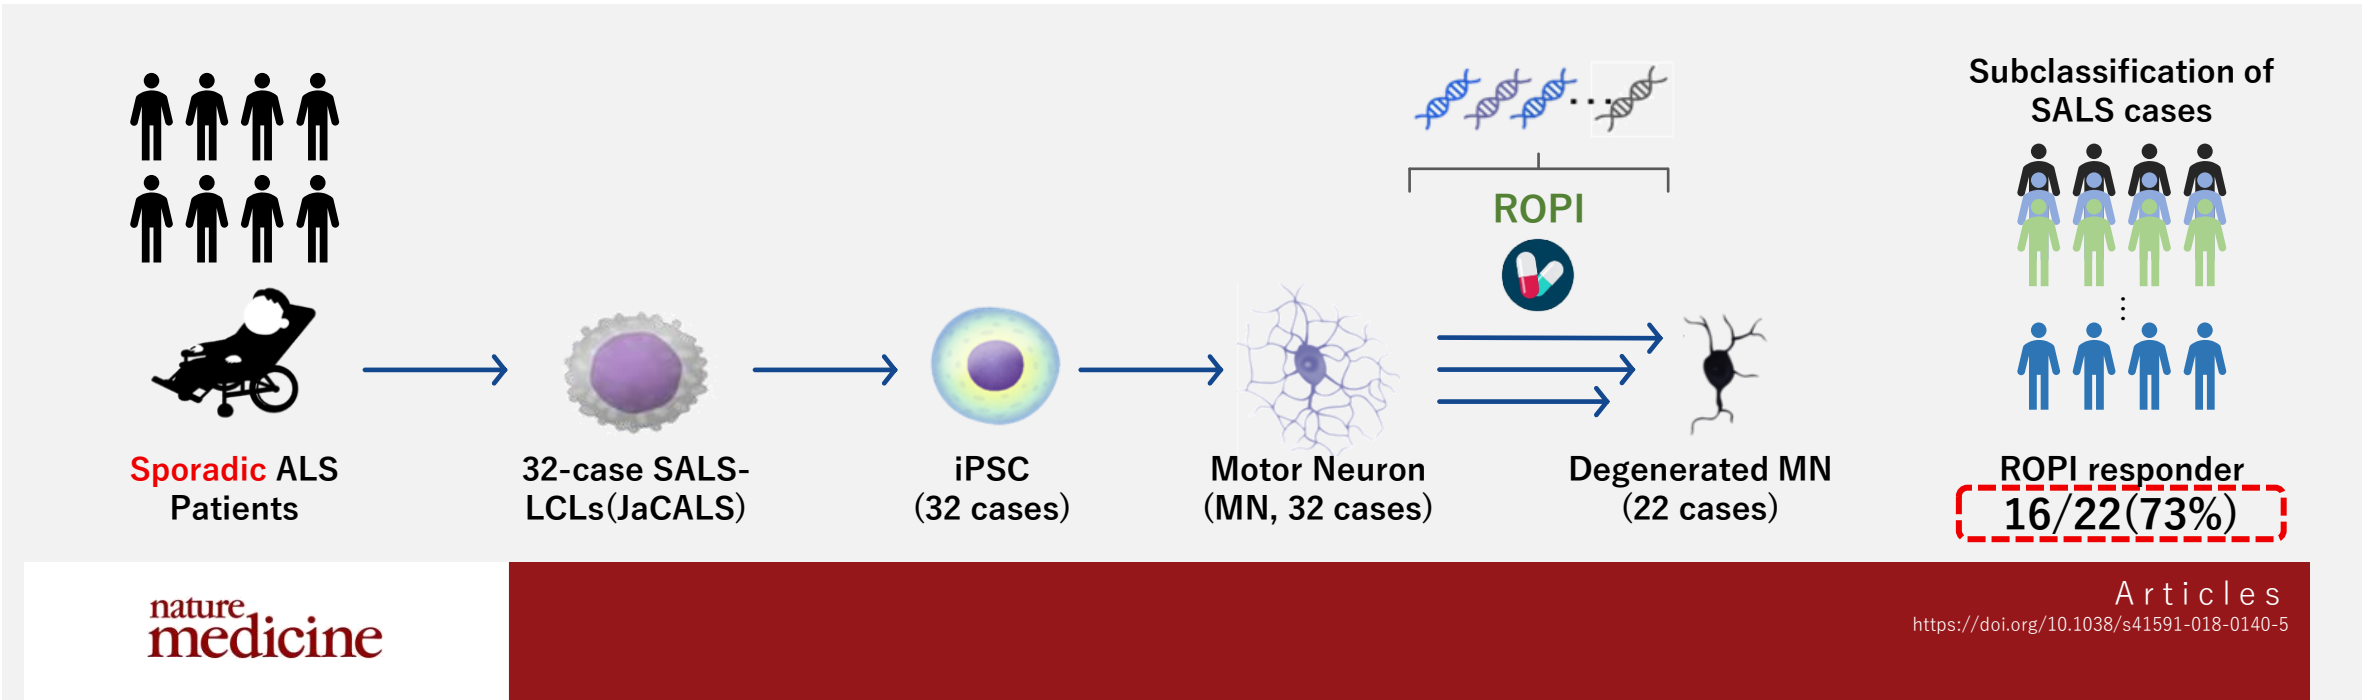 Subclassification of
SALS cases
ROPI
Sporadic ALS
Patients
32-case SALS-
LCLs(JaCALS)
iPSC
(32 cases)
Motor Neuron
(MN, 32 cases)
Degenerated MN
(22 cases)
ROPI responder
16/22(73%)
nature
medicine
Articles
https://doi.org/10.1038/s41591-018-0140-5